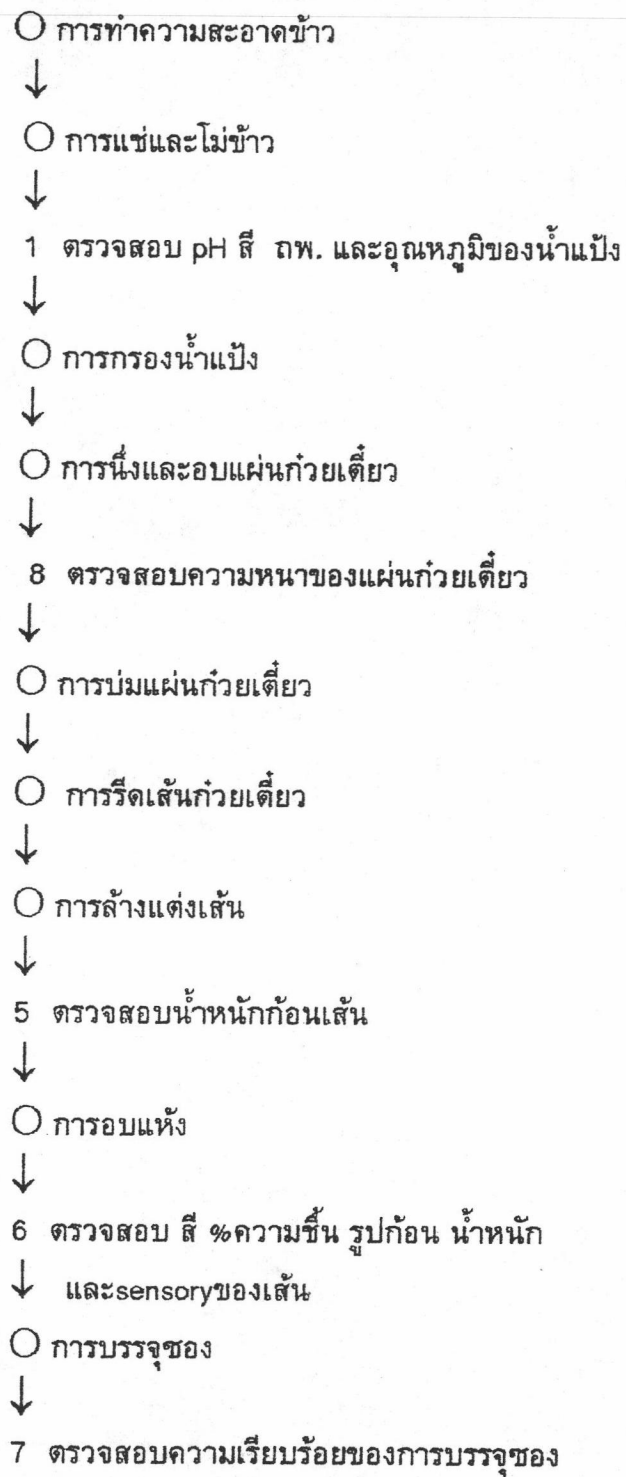 ○ การทำความสะอาดข้าว
↓
○ การแช่และโม่ข้าว
↓
1 ตรวจสอบ pH สี ถพ. และอุณหภูมิของน้ำแป้ง
↓
○ การกรองน้ำแป้ง
↓
○ การนึ่งและอบแผ่นก๋วยเตี๋ยว
↓
8 ตรวจสอบความหนาของแผ่นก๋วยเตี๋ยว
↓
○ การบ่มแผ่นก๋วยเตี๋ยว
↓
○ การรีดเส้นก๋วยเตี๋ยว
↓
○ การล้างแต่งเส้น
↓
5 ตรวจสอบน้ำหนักก้อนเส้น
↓
○ การอบแห้ง
↓
6 ตรวจสอบ สี %ความชื้น รูปก้อน น้ำหนัก
↓ และsensoryของเส้น
○ การบรรจุซอง
↓
7 ตรวจสอบความเรียบร้อยของการบรรจุซอง